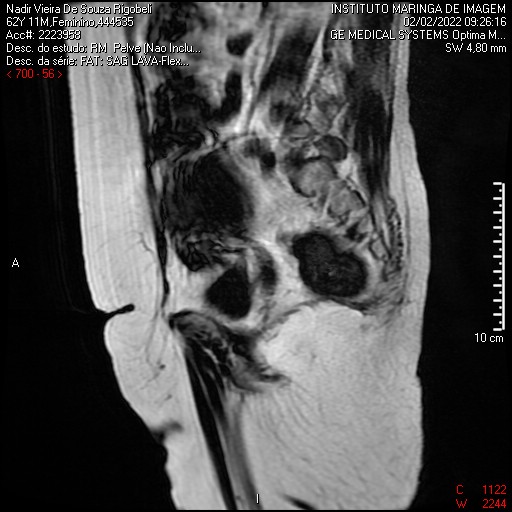 Nadir Vieira De Souza Rigobeli
62Y 11M,Feminino,444535
Acc#: 2223953
Desc. do estudo: RM  Pelve (Nao Inclu...
Desc. da série: FAT: SAG LAVA-Flex...
< 700 - 56 >
INSTITUTO MARINGA DE IMAGEM
02/02/2022 09:26:16
GE MEDICAL SYSTEMS Optima M...
SW 4,80 mm
A
10 cm
I
C 1122
W 2244